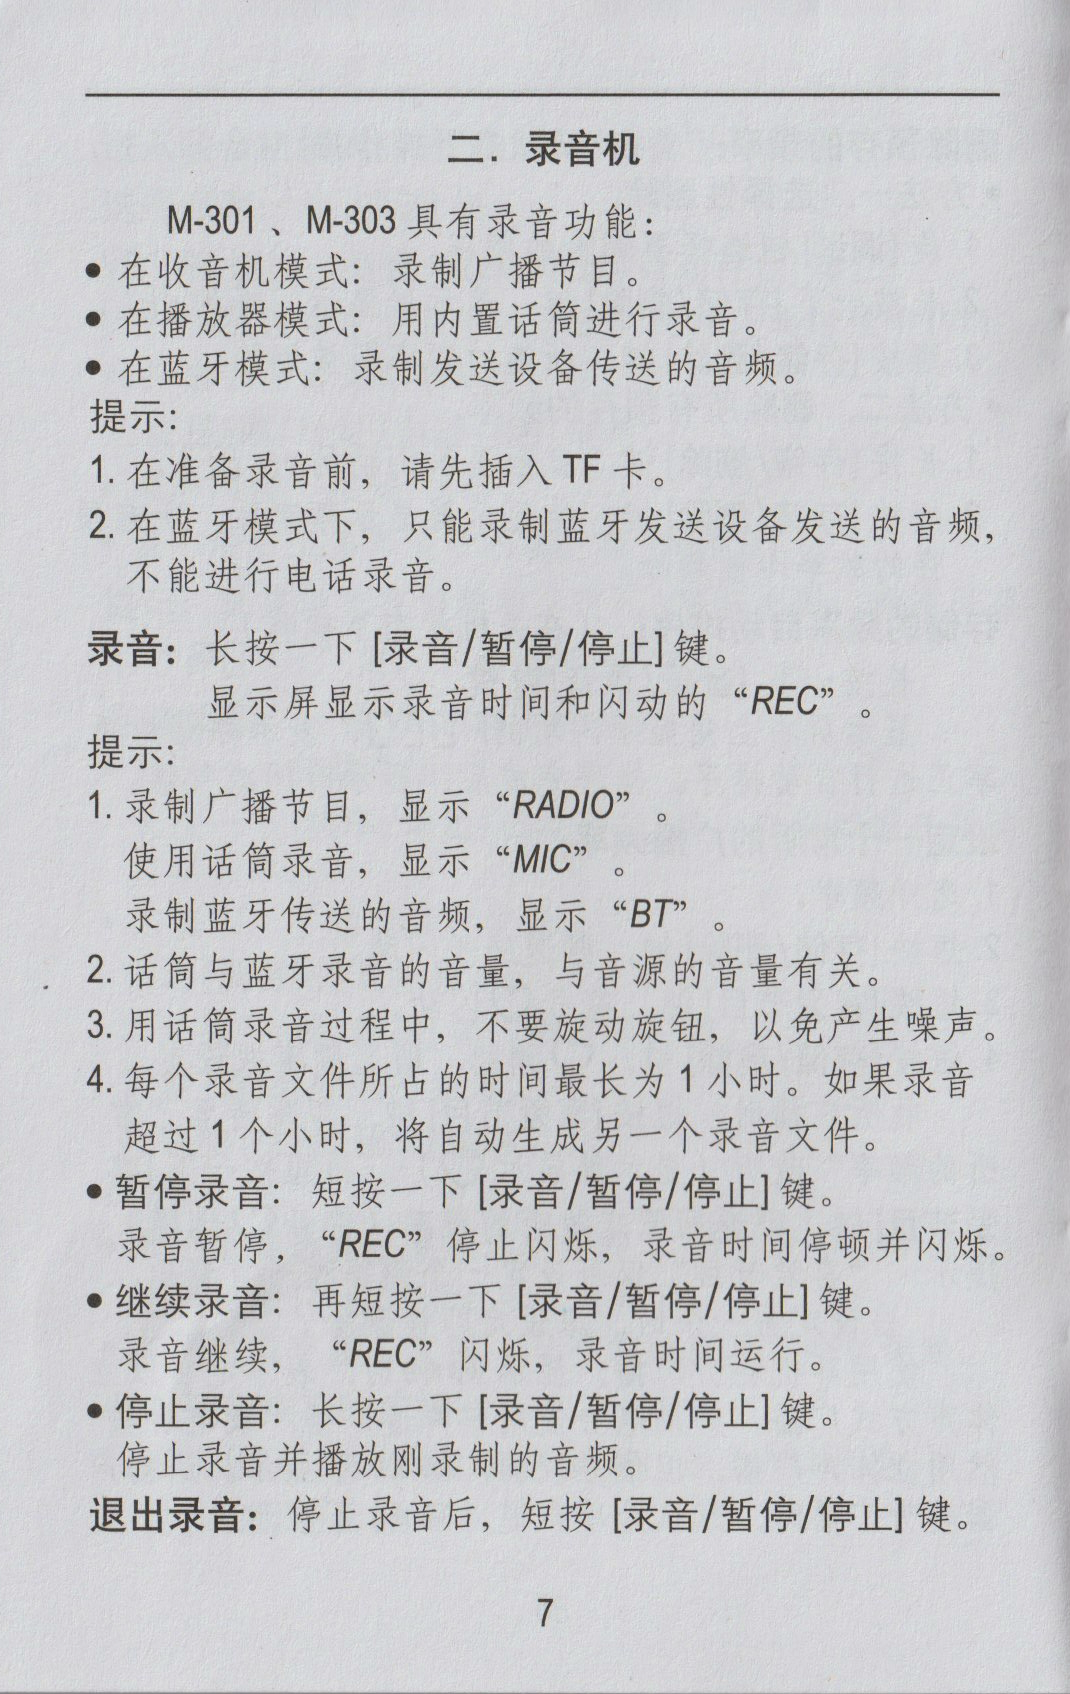 二. 录音机
M-301 、M-303 具有录音功能：
● 在收音机模式： 录制广播节目。
● 在播放器模式： 用内置话筒进行录音。
● 在蓝牙模式： 录制发送设备传送的音频。
提示：
1. 在准备录音前，请先插入 TF 卡。
2. 在蓝牙模式下，只能录制蓝牙发送设备发送的音频，
不能进行电话录音。
录音： 长按一下 [录音/暂停/停止] 键。
显示屏显示录音时间和闪动的 “REC” 。
提示：
1. 录制广播节目，显示 “RADIO” 。
使用话筒录音，显示 “MIC” 。
录制蓝牙传送的音频，显示 “BT” 。
2. 话筒与蓝牙录音的音量，与音源的音量有关。
3. 用话筒录音过程中，不要旋动旋钮，以免产生噪声。
4. 每个录音文件所占的时间最长为 1 小时。如果录音
超过 1 个小时，将自动生成另一个录音文件。
● 暂停录音： 短按一下 [录音/暂停/停止] 键。
录音暂停， “REC” 停止闪烁，录音时间停顿并闪烁。
● 继续录音： 再短按一下 [录音/暂停/停止] 键。
录音继续， “REC” 闪烁，录音时间运行。
● 停止录音： 长按一下 [录音/暂停/停止] 键。
停止录音并播放刚录制的音频。
退出录音： 停止录音后，短按 [录音/暂停/停止] 键。
7